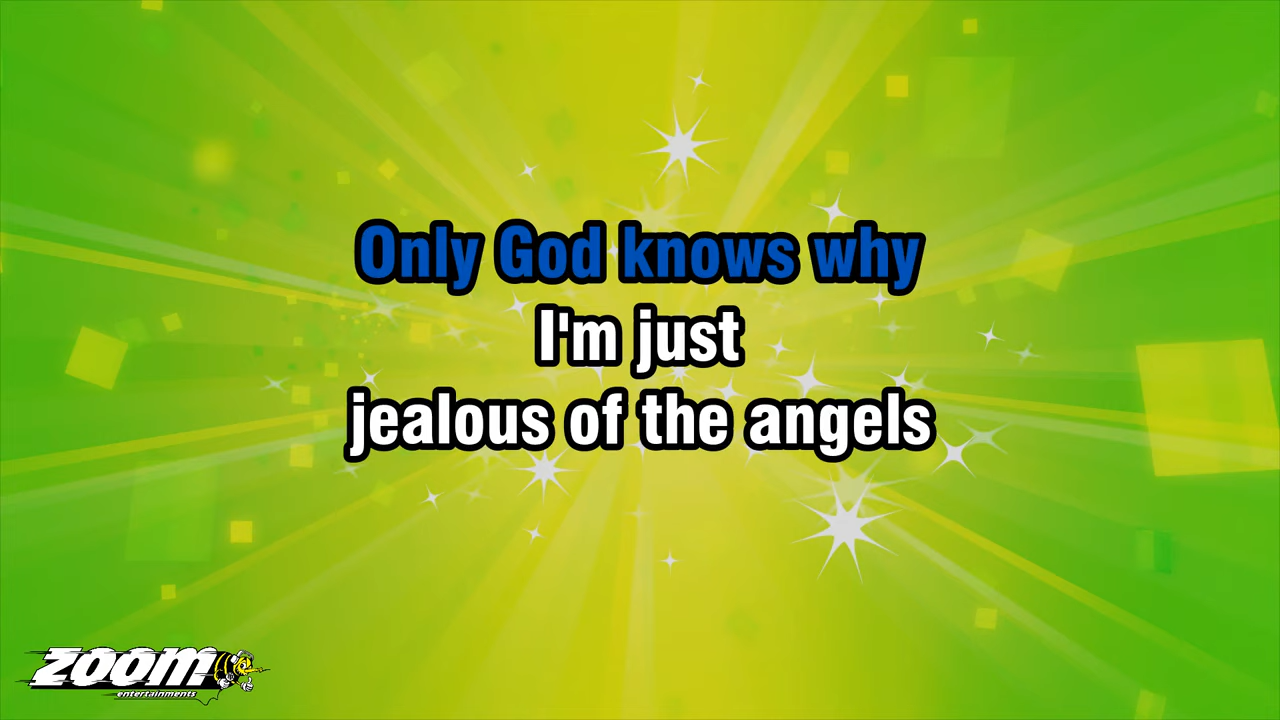 Only God knows why
I'm just
jealous of the angels
ZOOM
entertainments